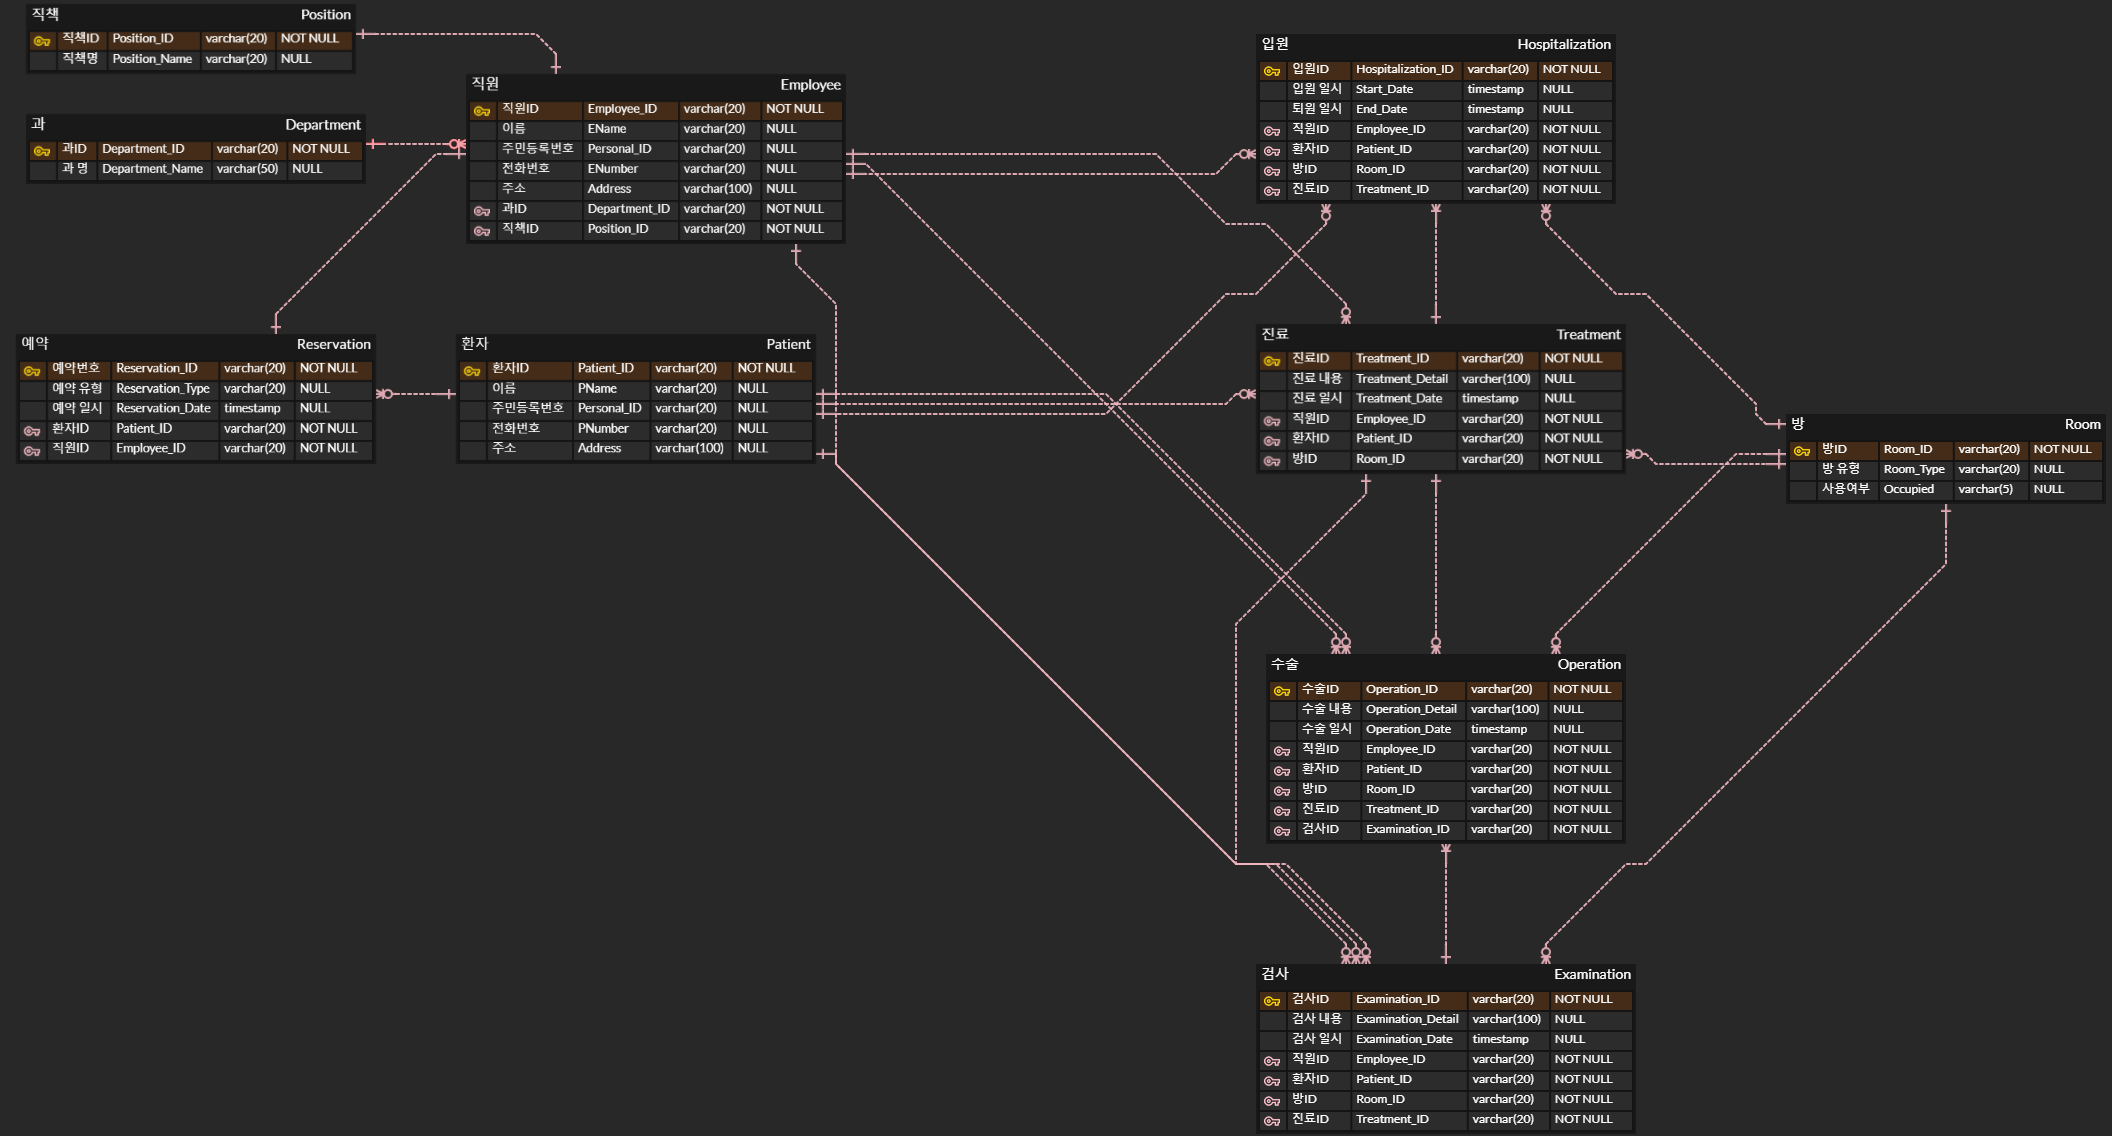 직책 Position
직책ID Position_ID varchar(20) NOT NULL
직책명 Position_Name varchar(20) NULL
과 Department
과ID Department_ID varchar(20) NOT NULL
과 명 Department_Name varchar(50) NULL
직원 Employee
직원ID Employee_ID varchar(20) NOT NULL
이름 EName varchar(20) NULL
주민등록번호 Personal_ID varchar(20) NULL
전화번호 ENumber varchar(20) NULL
주소 Address varchar(100) NULL
과ID Department_ID varchar(20) NOT NULL
직책ID Position_ID varchar(20) NOT NULL
입원 Hospitalization
입원ID Hospitalization_ID varchar(20) NOT NULL
입원 일시 Start_Date timestamp NULL
퇴원 일시 End_Date timestamp NULL
직원ID Employee_ID varchar(20) NOT NULL
환자ID Patient_ID varchar(20) NOT NULL
방ID Room_ID varchar(20) NOT NULL
진료ID Treatment_ID varchar(20) NOT NULL
예약 Reservation
예약번호 Reservation_ID varchar(20) NOT NULL
예약 유형 Reservation_Type varchar(20) NULL
예약 일시 Reservation_Date timestamp NULL
환자ID Patient_ID varchar(20) NOT NULL
직원ID Employee_ID varchar(20) NOT NULL
환자 Patient
환자ID Patient_ID varchar(20) NOT NULL
이름 PName varchar(20) NULL
주민등록번호 Personal_ID varchar(20) NULL
전화번호 PNumber varchar(20) NULL
주소 Address varchar(100) NULL
진료 Treatment
진료ID Treatment_ID varchar(20) NOT NULL
진료 내용 Treatment_Detail varcher(100) NULL
진료 일시 Treatment_Date timestamp NULL
직원ID Employee_ID varchar(20) NOT NULL
환자ID Patient_ID varchar(20) NOT NULL
방ID Room_ID varchar(20) NOT NULL
방 Room
방ID Room_ID varchar(20) NOT NULL
방 유형 Room_Type varchar(20) NULL
사용여부 Occupied varchar(5) NULL
수술 Operation
수술ID Operation_ID varchar(20) NOT NULL
수술 내용 Operation_Detail varchar(100) NULL
수술 일시 Operation_Date timestamp NULL
직원ID Employee_ID varchar(20) NOT NULL
환자ID Patient_ID varchar(20) NOT NULL
방ID Room_ID varchar(20) NOT NULL
진료ID Treatment_ID varchar(20) NOT NULL
검사ID Examination_ID varchar(20) NOT NULL
검사 Examination
검사ID Examination_ID varchar(20) NOT NULL
검사 내용 Examination_Detail varchar(100) NULL
검사 일시 Examination_Date timestamp NULL
직원ID Employee_ID varchar(20) NOT NULL
환자ID Patient_ID varchar(20) NOT NULL
방ID Room_ID varchar(20) NOT NULL
진료ID Treatment_ID varchar(20) NOT NULL